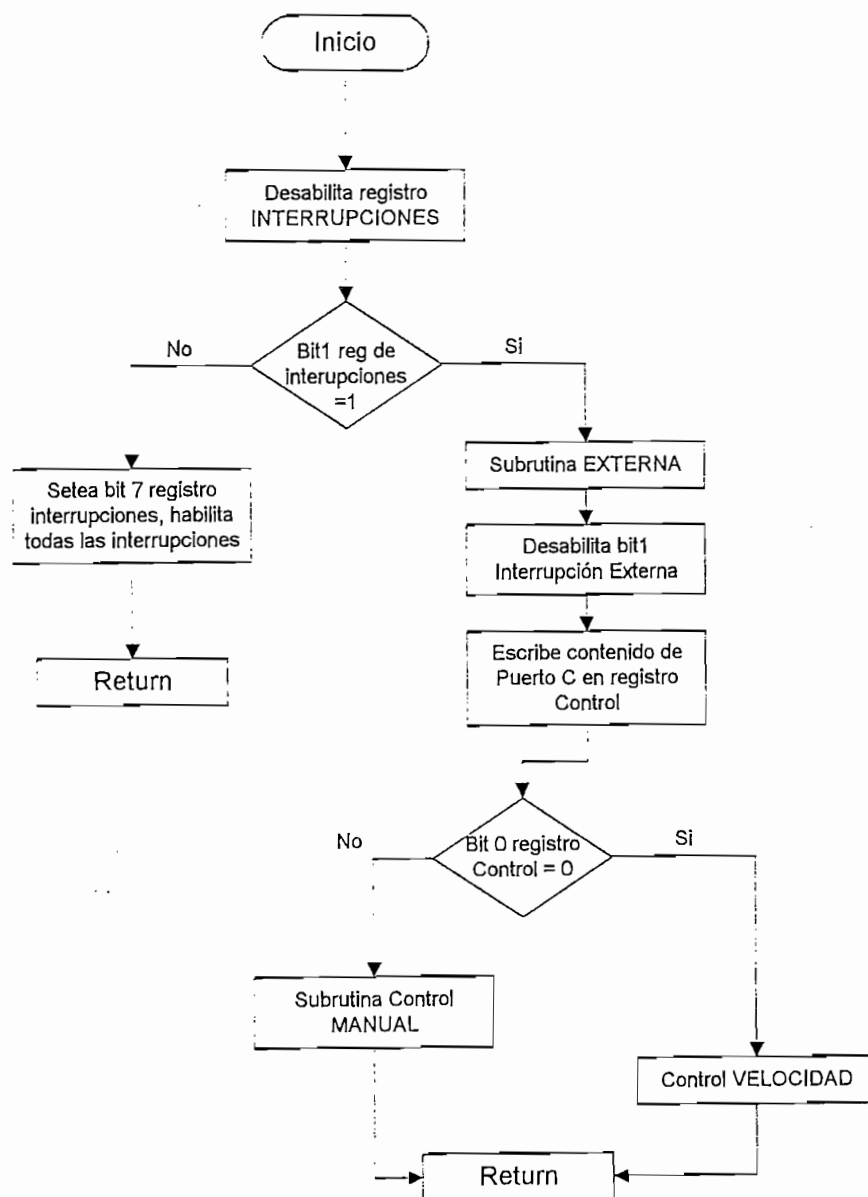 Inicio
Desabilita registro
INTERRUPCIONES
No
Bit1 reg de
interupciones
=1
Si
Setea bit 7 registro
interrupciones, habilita
todas las interrupciones
Return
Subrutina EXTERNA
Desabilita bit1
Interrupción Externa
Escribe contenido de
Puerto C en registro
Control
No
Bit 0 registro
Control = 0
Si
Subrutina Control
MANUAL
Control VELOCIDAD
Return